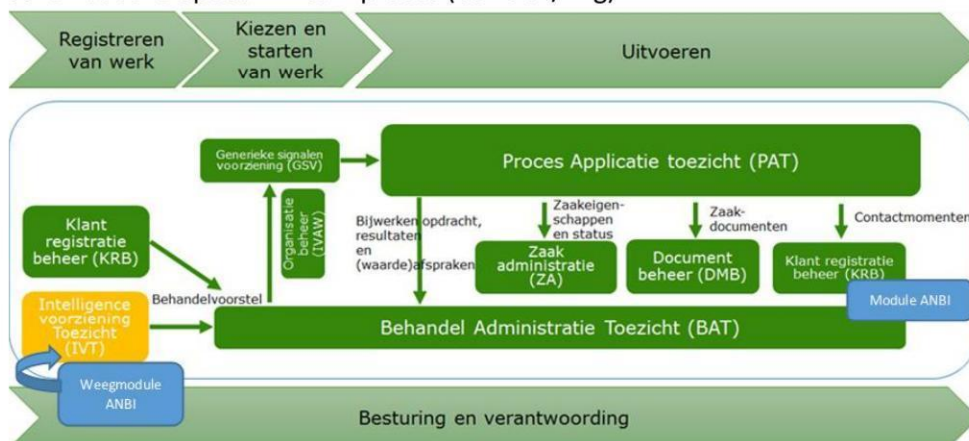 Registreren
van werk
Kiezen en
starten
van werk
Uitvoeren
Generieke signalen
voorziening (GSV)
Proces Applicatie toezicht (PAT)
Organisatie
beheer
(IVAW)
Bijwerken opdracht,
resultaten
en
(waarde)afspraken
Zaakeigen-
schappen
en status
Zaak-
documenten
Contactmomenten
Klant
registratie
beheer (KRB)
Zaak
administratie
(ZA)
Document
beheer (DMB)
Klant registratie
beheer (KRB)
Module ANBI
Behandelvoorstel
Intelligence
voorziening
Toezicht
(IVT)
Behandel Administratie Toezicht (BAT)
Weegmodule
ANBI
Besturing en verantwoording